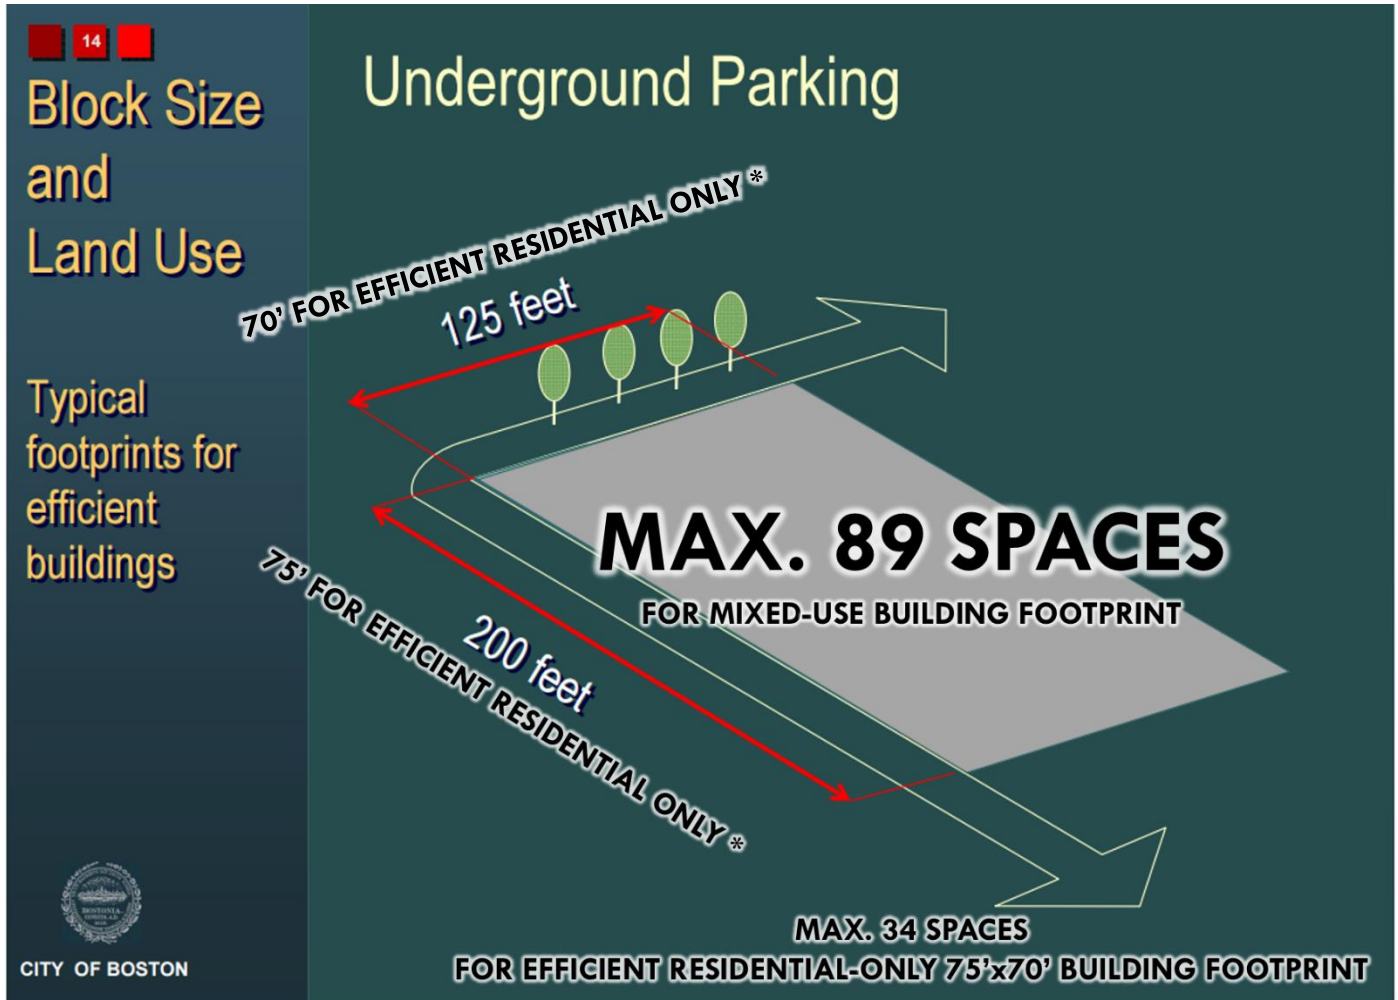 14
Block Size
and
Land Use
Typical
footprints for
efficient
buildings
CITY OF BOSTON
Underground Parking
70’ FOR EFFICIENT RESIDENTIAL ONLY *
125 feet
MAX. 89 SPACES
FOR MIXED-USE BUILDING FOOTPRINT
200 feet
75’ FOR EFFICIENT RESIDENTIAL ONLY *
MAX. 34 SPACES
FOR EFFICIENT RESIDENTIAL-ONLY 75’x70’ BUILDING FOOTPRINT